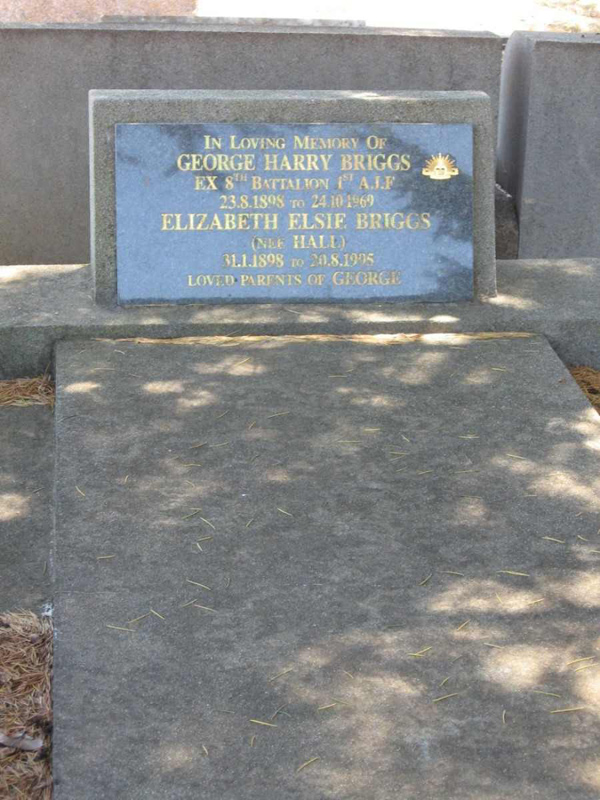 IN LOVING MEMORY OF
GEORGE HARRY BRIGGS
EX 8TH BATTALION 1ST A.I.F
23.8.1898 TO 24.10.1969
ELIZABETH ELSIE BRIGGS
(NEE HALL)
31.1.1898 TO 20.8.1995
LOVED PARENTS OF GEORGE